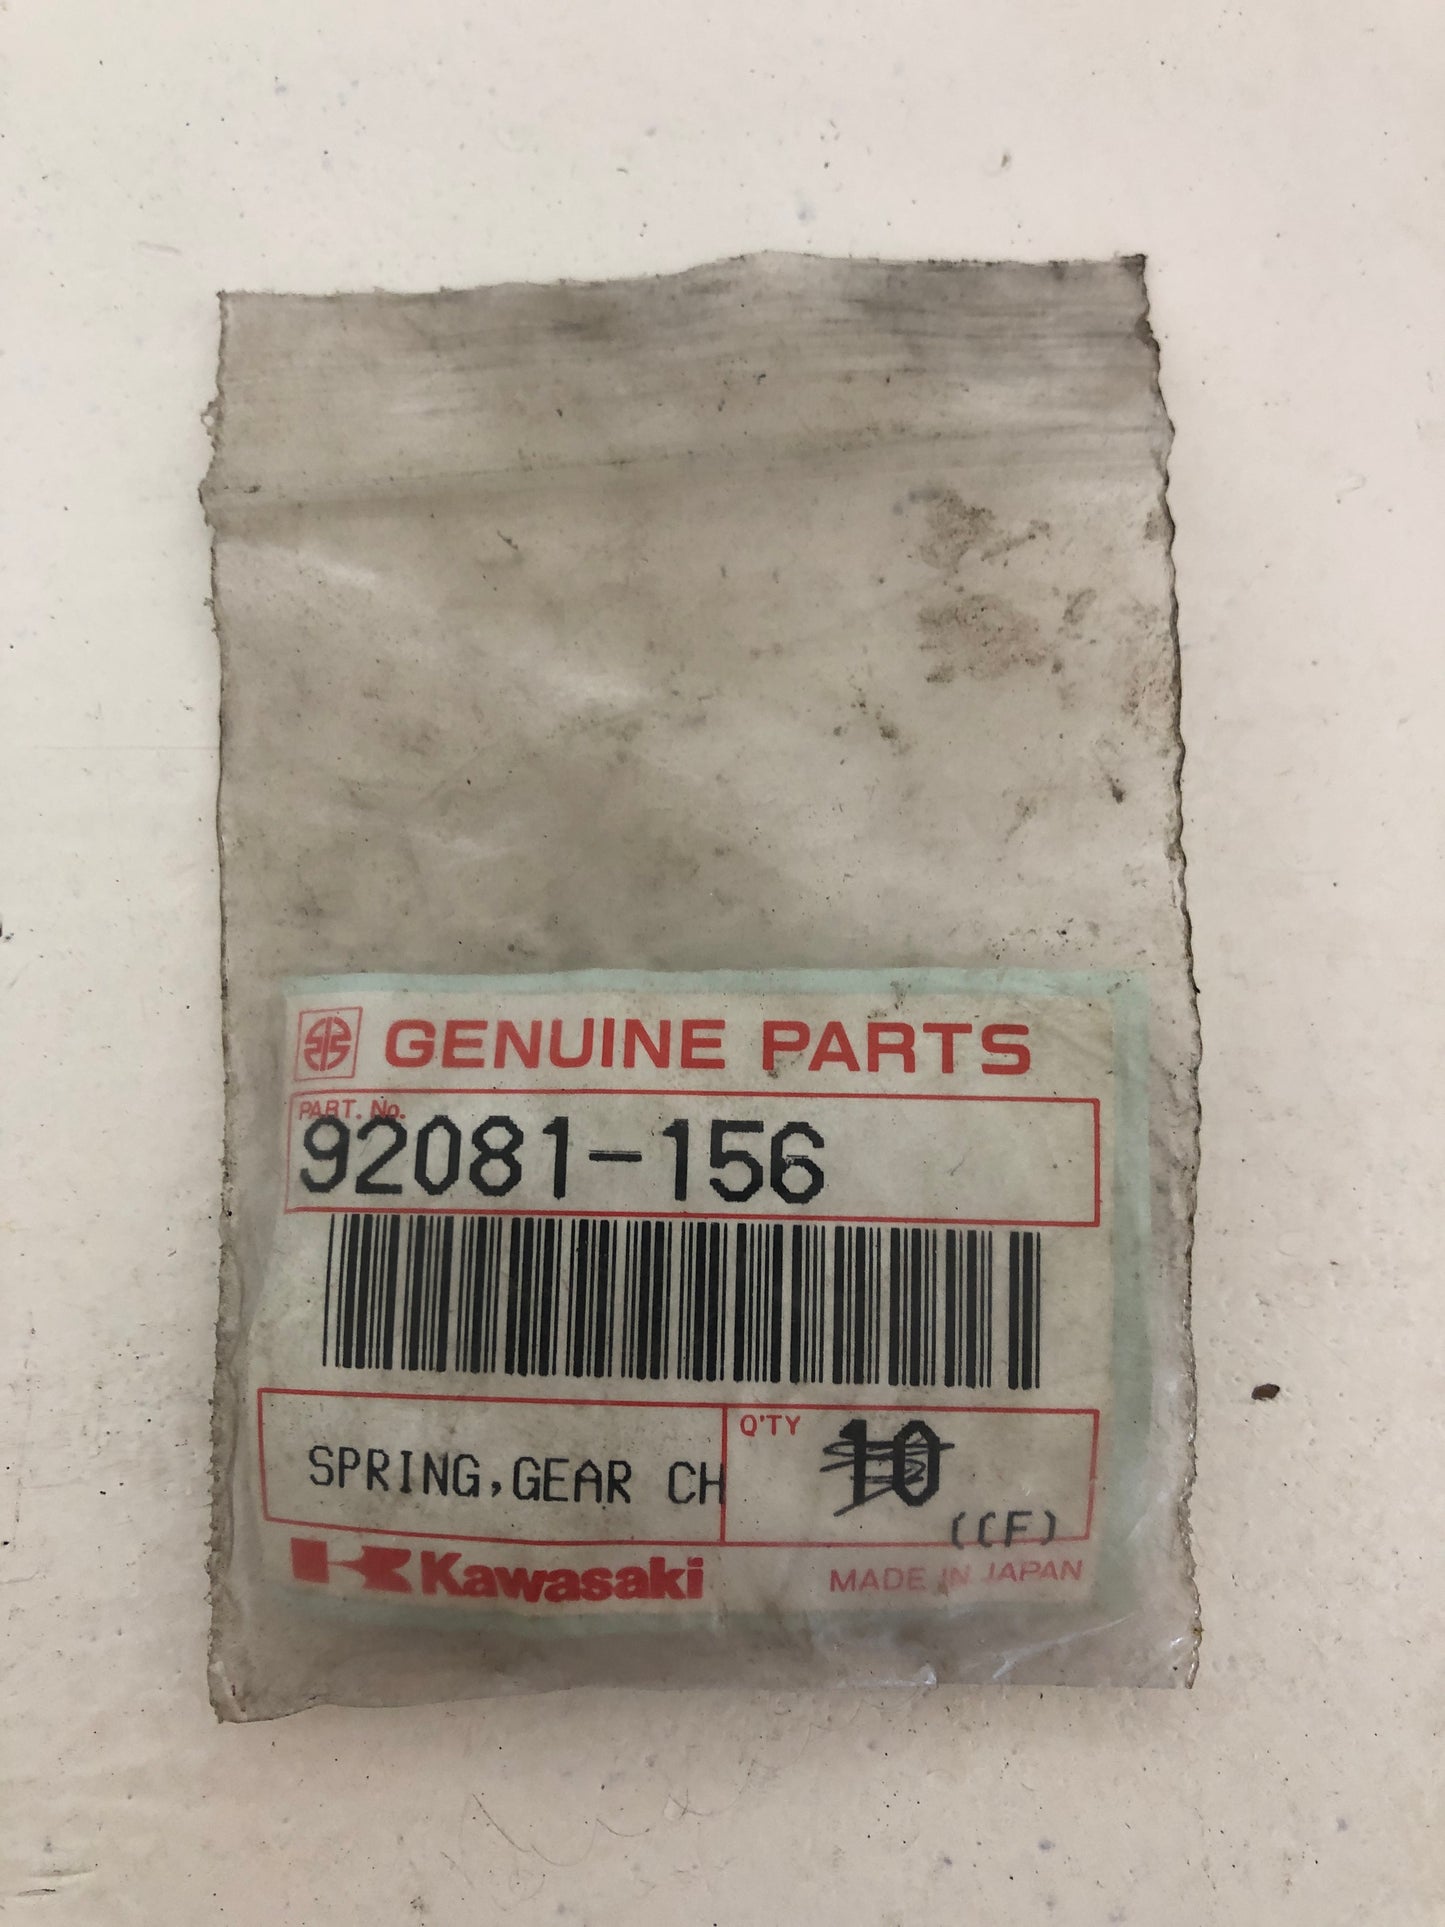 GENUINE PARTS
PART. No.
92081-156
SPRING,GEAR CH
Q'TY
10
(CF)
Kawasaki
MADE IN JAPAN